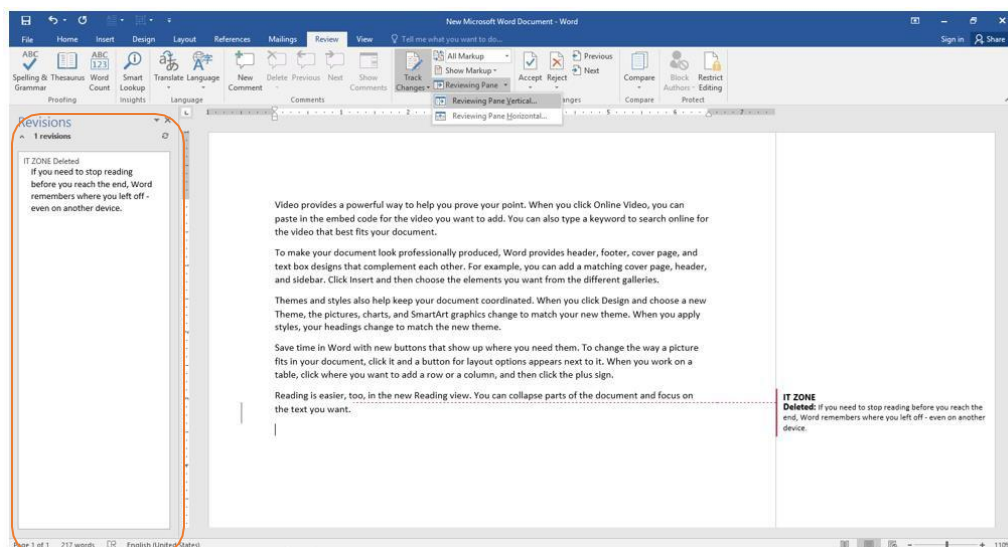 New Microsoft Word Document - Word
File Home Insert Design Layout References Mailings Review View Tell me what you want to do... Sign in Share
ABC Spelling & Grammar
Thesaurus
ABC 123 Word Count
Smart Lookup
Translate
Language
New Comment
Delete
Previous
Next
Show Comments
Track Changes
All Markup
Show Markup
Reviewing Pane
Accept
Reject
Previous
Next
Compare
Block Authors
Restrict Editing
Proofing Insights Language Comments anges Compare Protect
Reviewing Pane Vertical...
Reviewing Pane Horizontal...
Revisions
1 revisions
IT ZONE Deleted
If you need to stop reading
before you reach the end, Word
remembers where you left off -
even on another device.
Video provides a powerful way to help you prove your point. When you click Online Video, you can
paste in the embed code for the video you want to add. You can also type a keyword to search online for
the video that best fits your document.
To make your document look professionally produced, Word provides header, footer, cover page, and
text box designs that complement each other. For example, you can add a matching cover page, header,
and sidebar. Click Insert and then choose the elements you want from the different galleries.
Themes and styles also help keep your document coordinated. When you click Design and choose a new
Theme, the pictures, charts, and SmartArt graphics change to match your new theme. When you apply
styles, your headings change to match the new theme.
Save time in Word with new buttons that show up where you need them. To change the way a picture
fits in your document, click it and a button for layout options appears next to it. When you work on a
table, click where you want to add a row or a column, and then click the plus sign.
Reading is easier, too, in the new Reading view. You can collapse parts of the document and focus on
the text you want.
IT ZONE
Deleted: If you need to stop reading before you reach the
end, Word remembers where you left off - even on another
device.
Page 1 of 1 217 words English (United States)